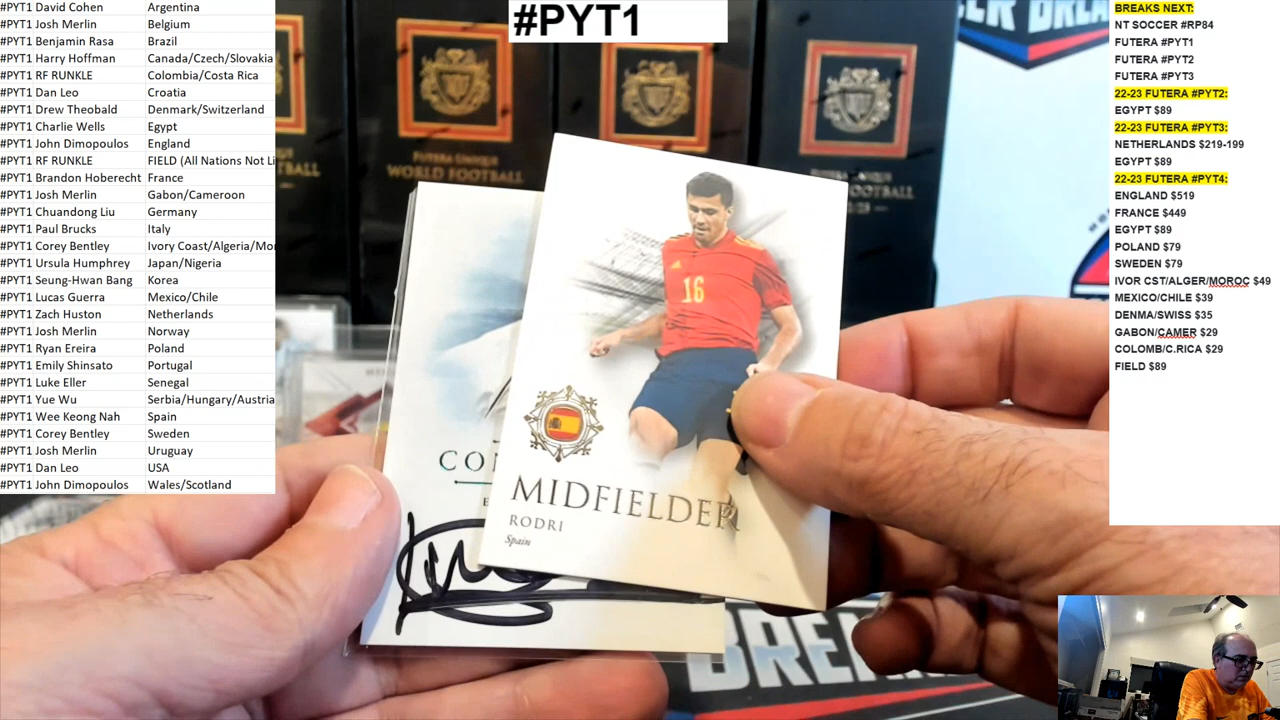 #PYT1
#PYT1 David Cohen Argentina
#PYT1 Josh Merlin Belgium
#PYT1 Benjamin Rasa Brazil
#PYT1 Harry Hoffman Canada/Czech/Slovakia
#PYT1 RF RUNKLE Colombia/Costa Rica
#PYT1 Dan Leo Croatia
#PYT1 Drew Theobald Denmark/Switzerland
#PYT1 Charlie Wells Egypt
#PYT1 John Dimopoulos England
#PYT1 RF RUNKLE FIELD (All Nations Not Li
#PYT1 Brandon Hoberecht France
#PYT1 Josh Merlin Gabon/Cameroon
#PYT1 Chuandong Liu Germany
#PYT1 Paul Brucks Italy
#PYT1 Corey Bentley Ivory Coast/Algeria/Mor
#PYT1 Ursula Humphrey Japan/Nigeria
#PYT1 Seung-Hwan Bang Korea
#PYT1 Lucas Guerra Mexico/Chile
#PYT1 Zach Huston Netherlands
#PYT1 Josh Merlin Norway
#PYT1 Ryan Ereira Poland
#PYT1 Emily Shinsato Portugal
#PYT1 Luke Eller Senegal
#PYT1 Yue Wu Serbia/Hungary/Austria
#PYT1 Wee Keong Nah Spain
#PYT1 Corey Bentley Sweden
#PYT1 Josh Merlin Uruguay
#PYT1 Dan Leo USA
#PYT1 John Dimopoulos Wales/Scotland
FUTERA UNIQUE
WORLD FOOTBALL
16
CON
MIDFIELDER
RODRI
Spain
BREA
BREAKS NEXT:
NT SOCCER #RP84
FUTERA #PYT1
FUTERA #PYT2
FUTERA #PYT3
22-23 FUTERA #PYT2:
EGYPT $89
22-23 FUTERA #PYT3:
NETHERLANDS $219-199
EGYPT $89
22-23 FUTERA #PYT4:
ENGLAND $519
FRANCE $449
EGYPT $89
POLAND $79
SWEDEN $79
IVOR CST/ALGER/MOROC $49
MEXICO/CHILE $39
DENMA/SWISS $35
GABON/CAMER $29
COLOMB/C.RICA $29
FIELD $89